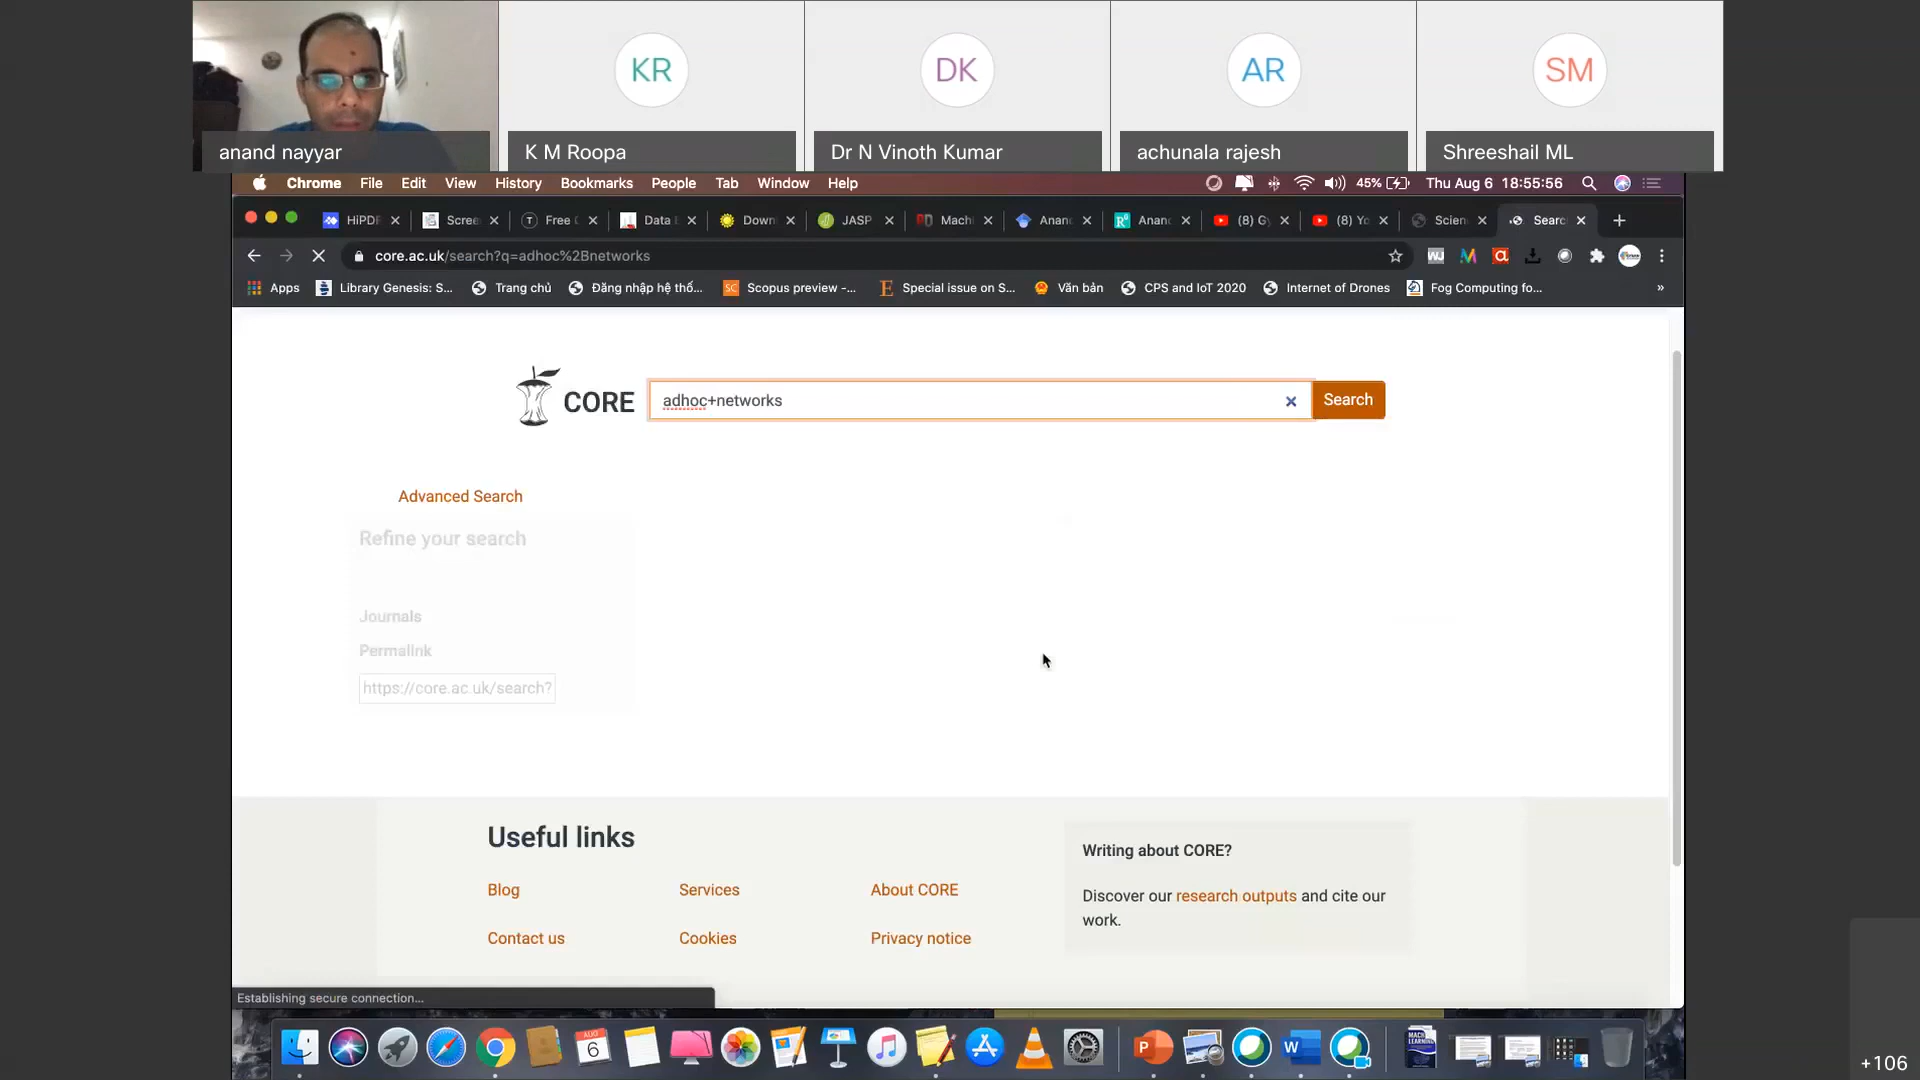 KR
DK
AR
SM
anand nayyar
K M Roopa
Dr N Vinoth Kumar
achunala rajesh
Shreeshail ML
Chrome File Edit View History Bookmarks People Tab Window Help
45% Thu Aug 6 18:55:56
HiPDF Scree Free Data Down JASP Machi Anand Anand (8) G (8) Yo Scien Searc
core.ac.uk/search?q=adhoc%2Bnetworks
Apps Library Genesis: S... Trang chủ Đăng nhập hệ thố... Scopus preview -... Special issue on S... Văn bản CPS and IoT 2020 Internet of Drones Fog Computing fo... »
CORE
adhoc+networks
Search
Advanced Search
Refine your search
Journals
Permalink
https://core.ac.uk/search?
Useful links
Blog Services About CORE
Contact us Cookies Privacy notice
Writing about CORE?
Discover our research outputs and cite our
work.
Establishing secure connection...
AUG
6
+106